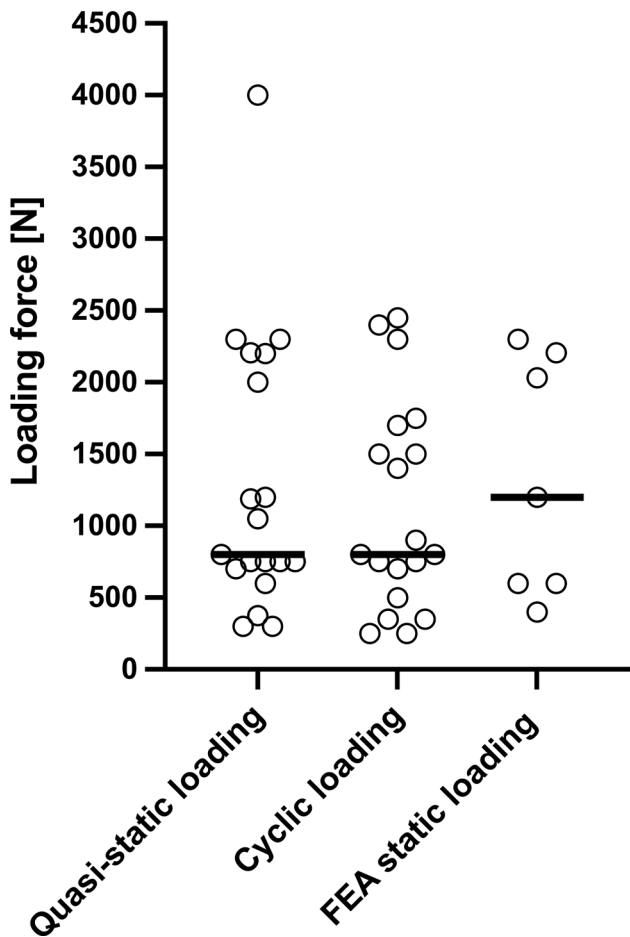 4500
4000
3500
3000
2500
2000
1500
1000
500
0
Loading force [N]
Quasi-static loading
Cyclic loading
FEA static loading